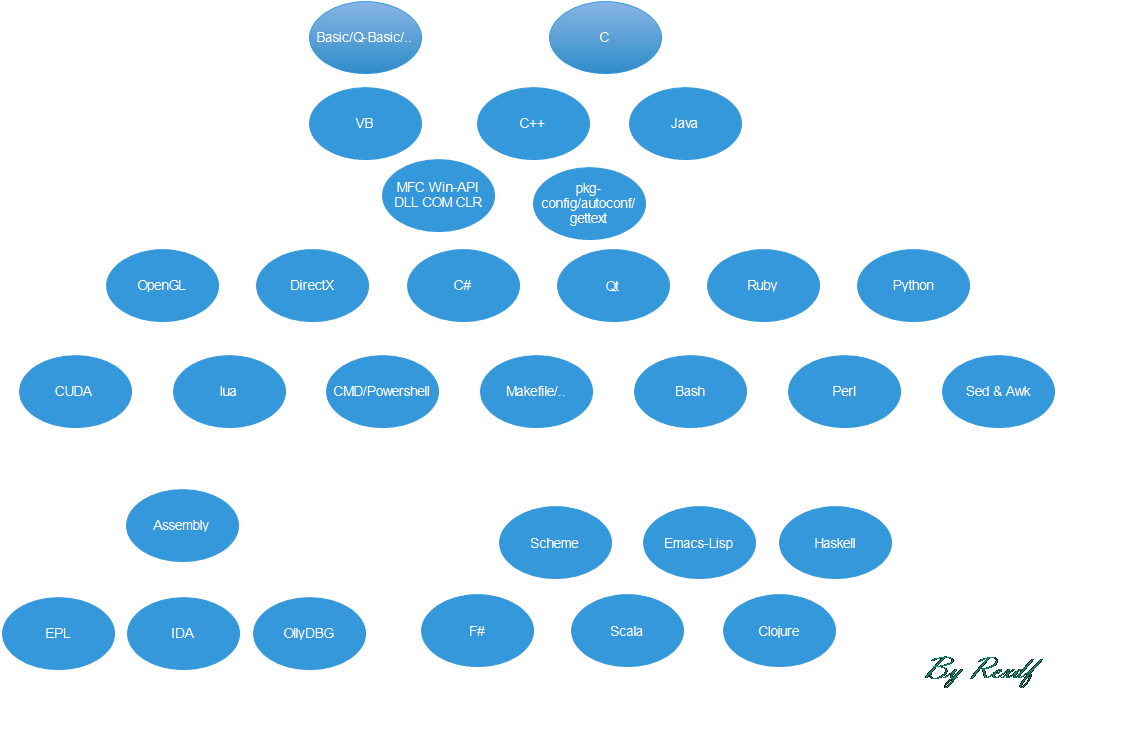 Basic/Q-Basic/..
C
VB
C++
Java
MFC Win-API
DLL COM CLR
pkg-
config/autoconf/
gettext
OpenGL
DirectX
C#
Qt
Ruby
Python
CUDA
lua
CMD/Powershell
Makefile/..
Bash
Perl
Sed & Awk
Assembly
Scheme
Emacs-Lisp
Haskell
EPL
IDA
OllyDBG
F#
Scala
Clojure
By Rexdf